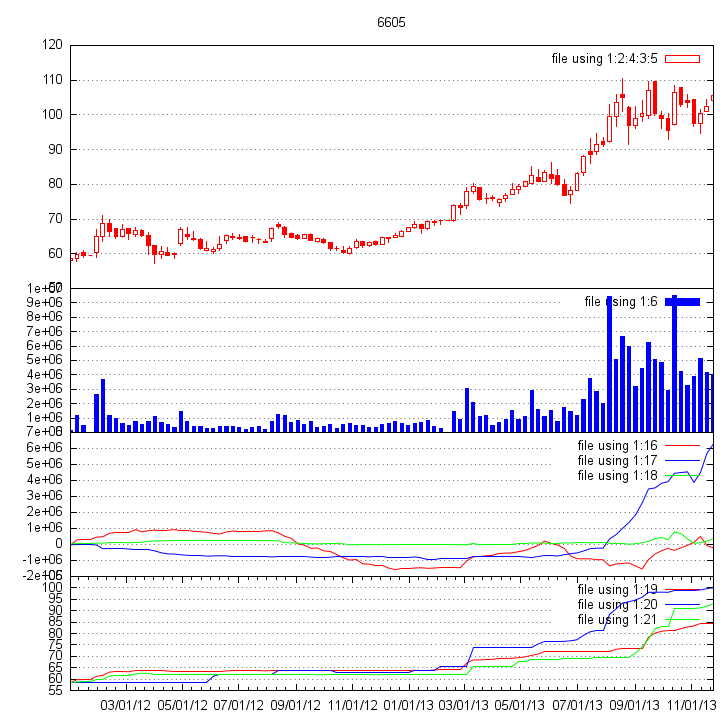 6605
120
file using 1:2:4:3:5
110
100
90
80
70
60
50
1e+07
file using 1:6
9e+06
8e+06
7e+06
6e+06
5e+06
4e+06
3e+06
2e+06
1e+06
0
7e+06
file using 1:16
6e+06
file using 1:17
5e+06
file using 1:18
4e+06
3e+06
2e+06
1e+06
0
-1e+06
-2e+06
105
100
file using 1:19
95
file using 1:20
90
file using 1:21
85
80
75
70
65
60
55
03/01/12 05/01/12 07/01/12 09/01/12 11/01/12 01/01/13 03/01/13 05/01/13 07/01/13 09/01/13 11/01/13